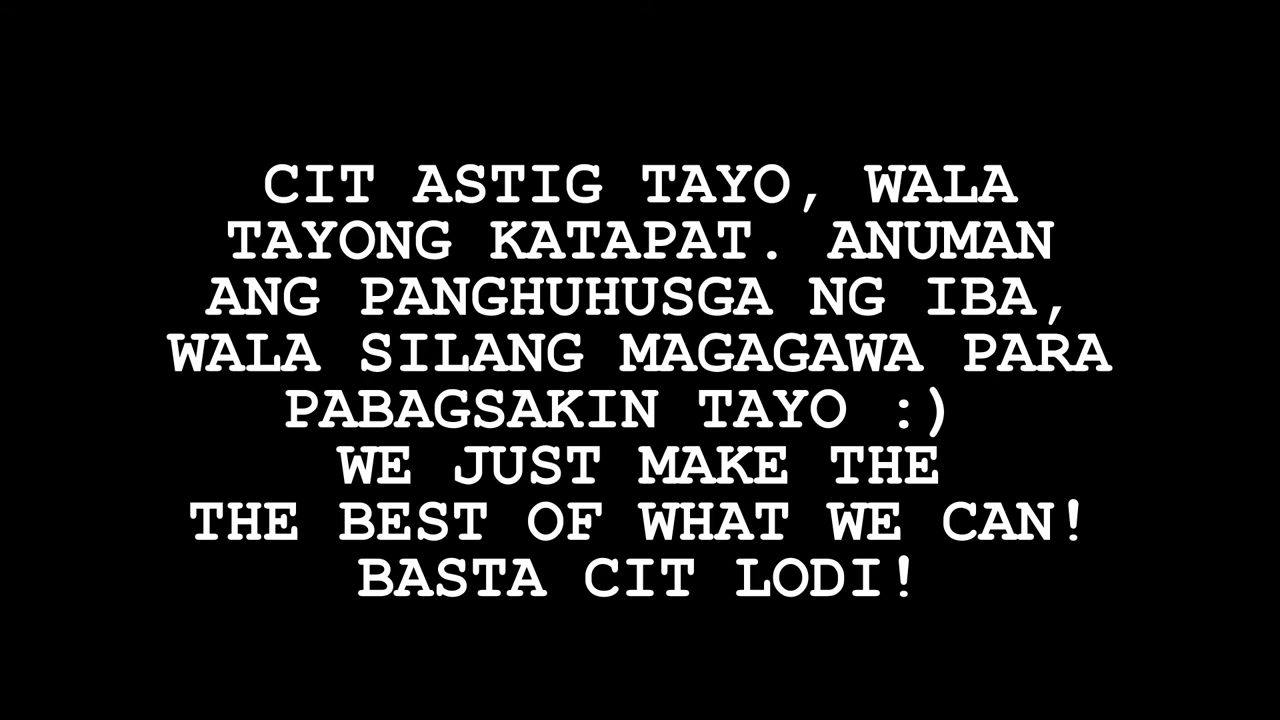 CIT ASTIG TAYO, WALA
TAYONG KATAPAT. ANUMAN
ANG PANGHUHUSGA NG IBA,
WALA SILANG MAGAGAWA PARA
PABAGSAKIN TAYO :)
WE JUST MAKE THE
THE BEST OF WHAT WE CAN!
BASTA CIT LODI!